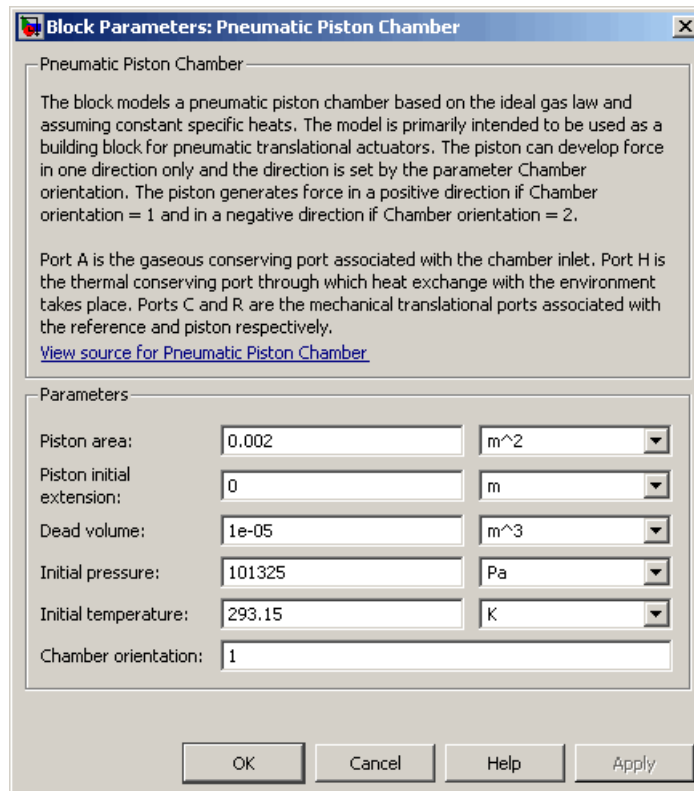 Block Parameters: Pneumatic Piston Chamber
Pneumatic Piston Chamber
The block models a pneumatic piston chamber based on the ideal gas law and
assuming constant specific heats. The model is primarily intended to be used as a
building block for pneumatic translational actuators. The piston can develop force
in one direction only and the direction is set by the parameter Chamber
orientation. The piston generates force in a positive direction if Chamber
orientation = 1 and in a negative direction if Chamber orientation = 2.
Port A is the gaseous conserving port associated with the chamber inlet. Port H is
the thermal conserving port through which heat exchange with the environment
takes place. Ports C and R are the mechanical translational ports associated with
the reference and piston respectively.
View source for Pneumatic Piston Chamber
Parameters
Piston area: 0.002 m^2
Piston initial
extension: 0 m
Dead volume: 1e-05 m^3
Initial pressure: 101325 Pa
Initial temperature: 293.15 K
Chamber orientation: 1
OK Cancel Help Apply